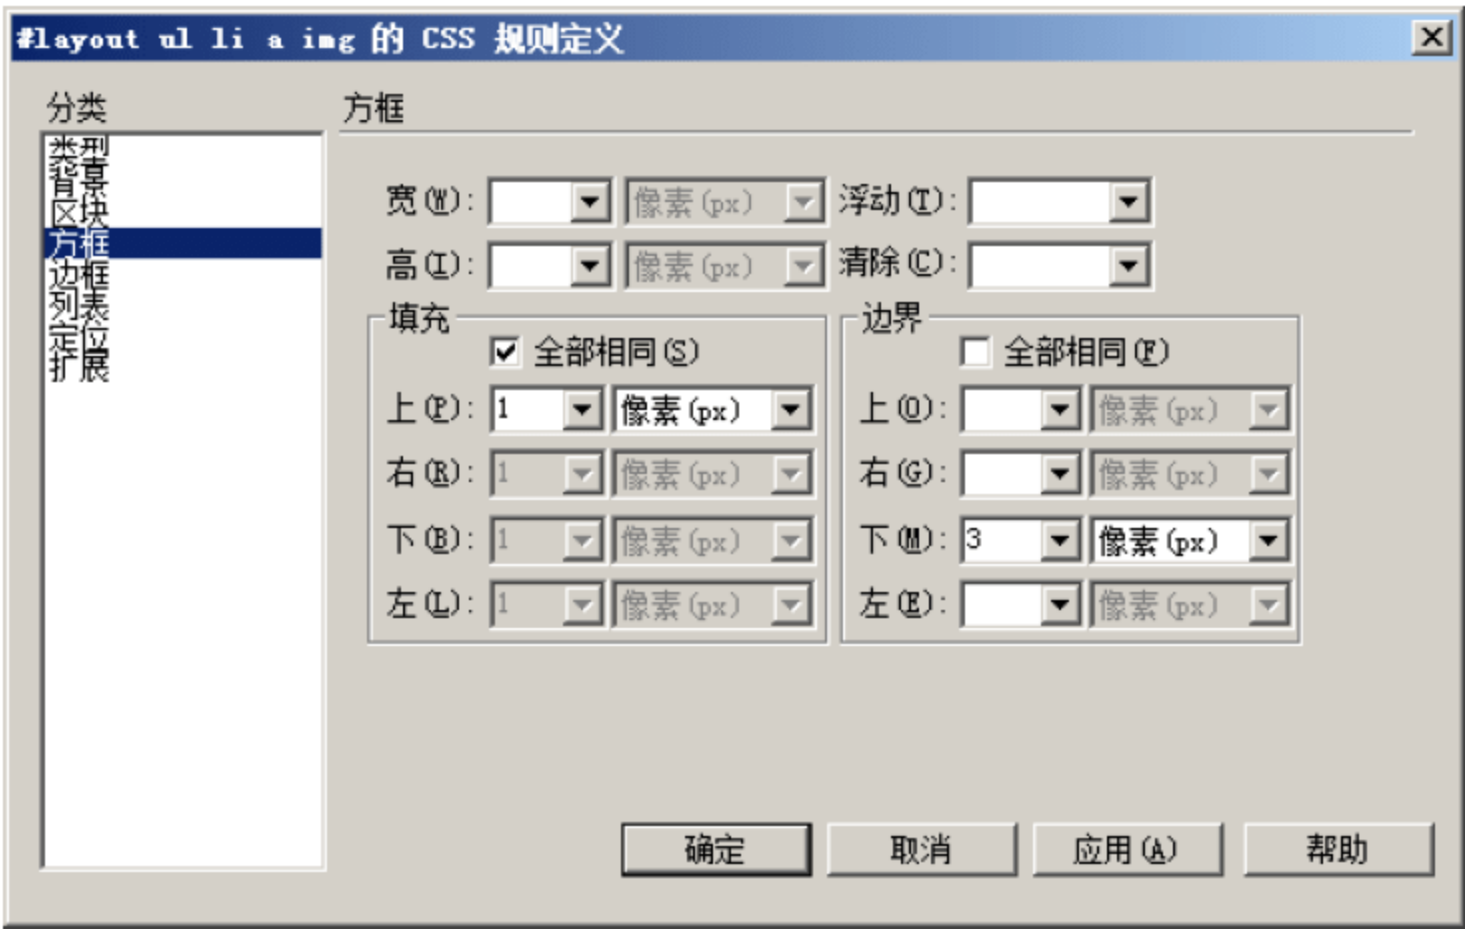 #layout ul li a img 的 CSS 规则定义
分类
类型
背景
区块
方框
边框
列表
定位
扩展
方框
宽(W): 像素(px) 浮动(T):
高(I): 像素(px) 清除(C):
填充
全部相同(S)
上(P): 1 像素(px)
右(R): 1 像素(px)
下(B): 1 像素(px)
左(L): 1 像素(px)
边界
全部相同(F)
上(O): 像素(px)
右(G): 像素(px)
下(M): 3 像素(px)
左(E): 像素(px)
确定 取消 应用(A) 帮助